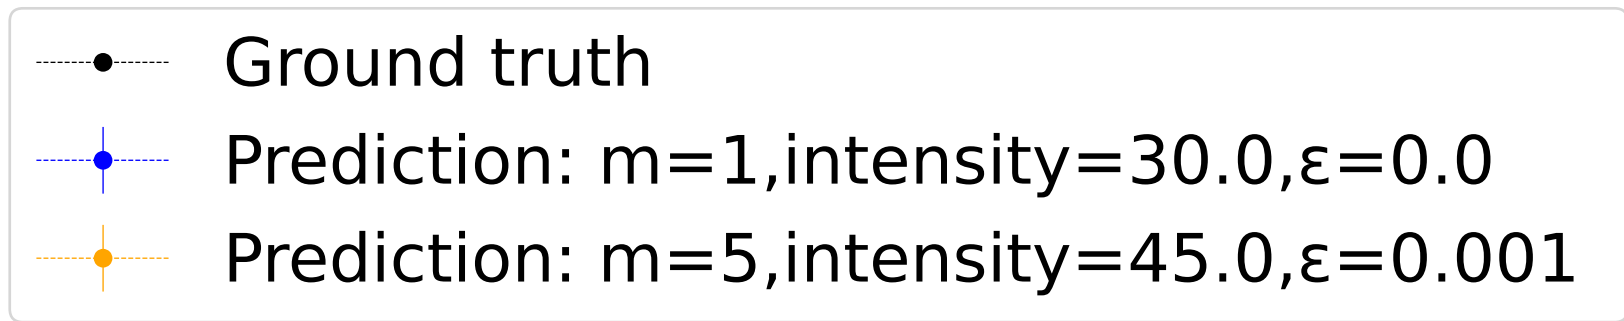 Ground truth
Prediction: m=1,intensity=30.0,ε=0.0
Prediction: m=5,intensity=45.0,ε=0.001